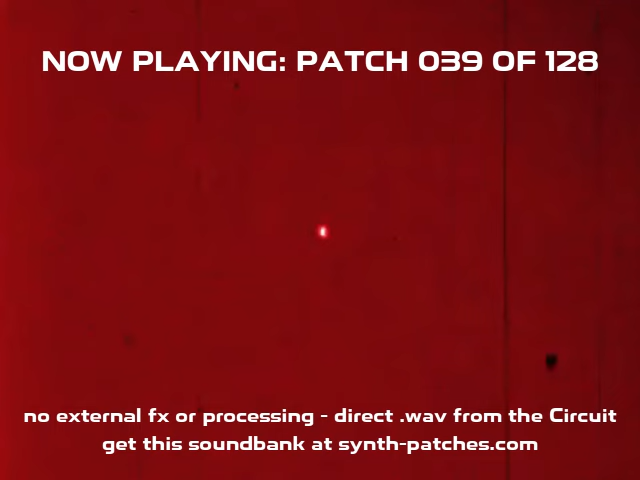 NOW PLAYING: PATCH 039 OF 128
no external fx or processing - direct .wav from the Circuit
get this soundbank at synth-patches.com